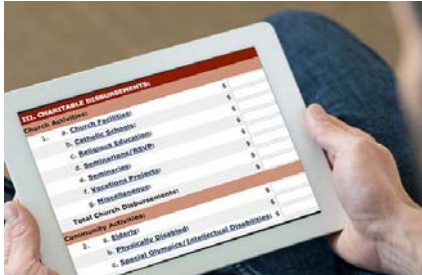 III. CHARITABLE DISBURSEMENTS:
Church Activities:
1. a. Church Facilities: $
b. Catholic Schools: $
c. Religious Education: $
d. Seminarians/RSVP: $
e. Seminaries: $
f. Vocations Projects: $
g. Miscellaneous: $
Total Church Disbursements: $
Community Activities:
2. a. Elderly: $
b. Physically Disabled: $
c. Special Olympics/Intellectual Disabilities: $